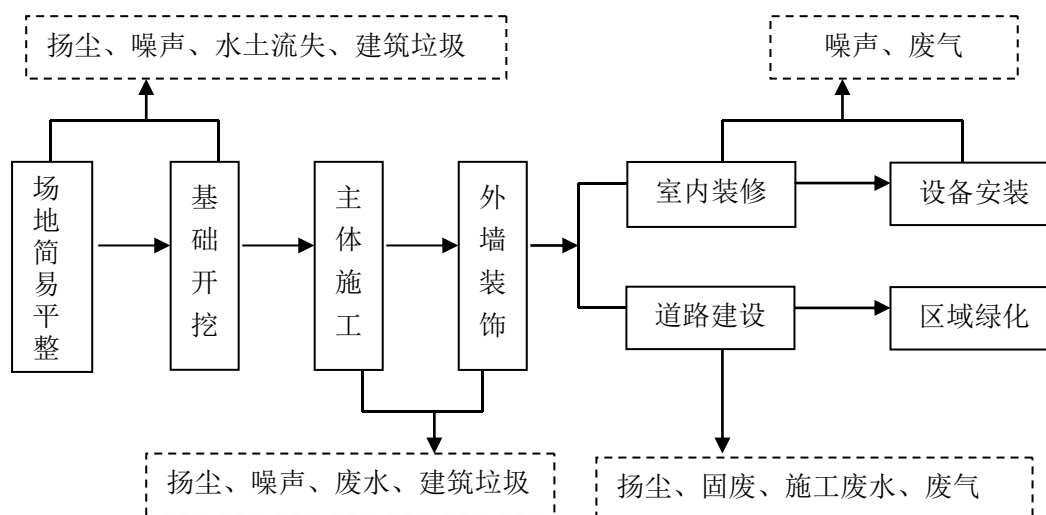 扬尘、噪声、水土流失、建筑垃圾
噪声、废气
场地简易平整
基础开挖
主体施工
外墙装饰
室内装修
设备安装
道路建设
区域绿化
扬尘、噪声、废水、建筑垃圾
扬尘、固废、施工废水、废气